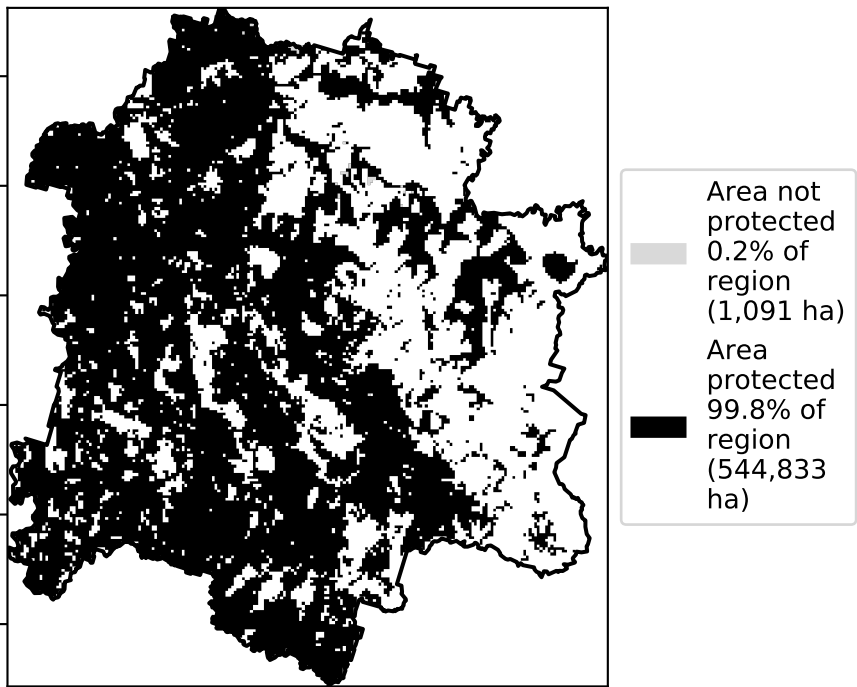 Area not
protected
0.2% of
region
(1,091 ha)
Area
protected
99.8% of
region
(544,833
ha)